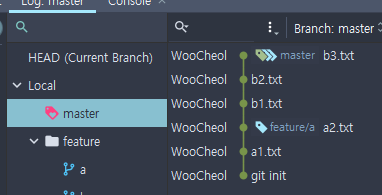 Log: master
Console
Branch: master
HEAD (Current Branch)
Local
master
feature
a
WooCheol master b3.txt
WooCheol b2.txt
WooCheol b1.txt
WooCheol feature/a a2.txt
WooCheol a1.txt
WooCheol git init